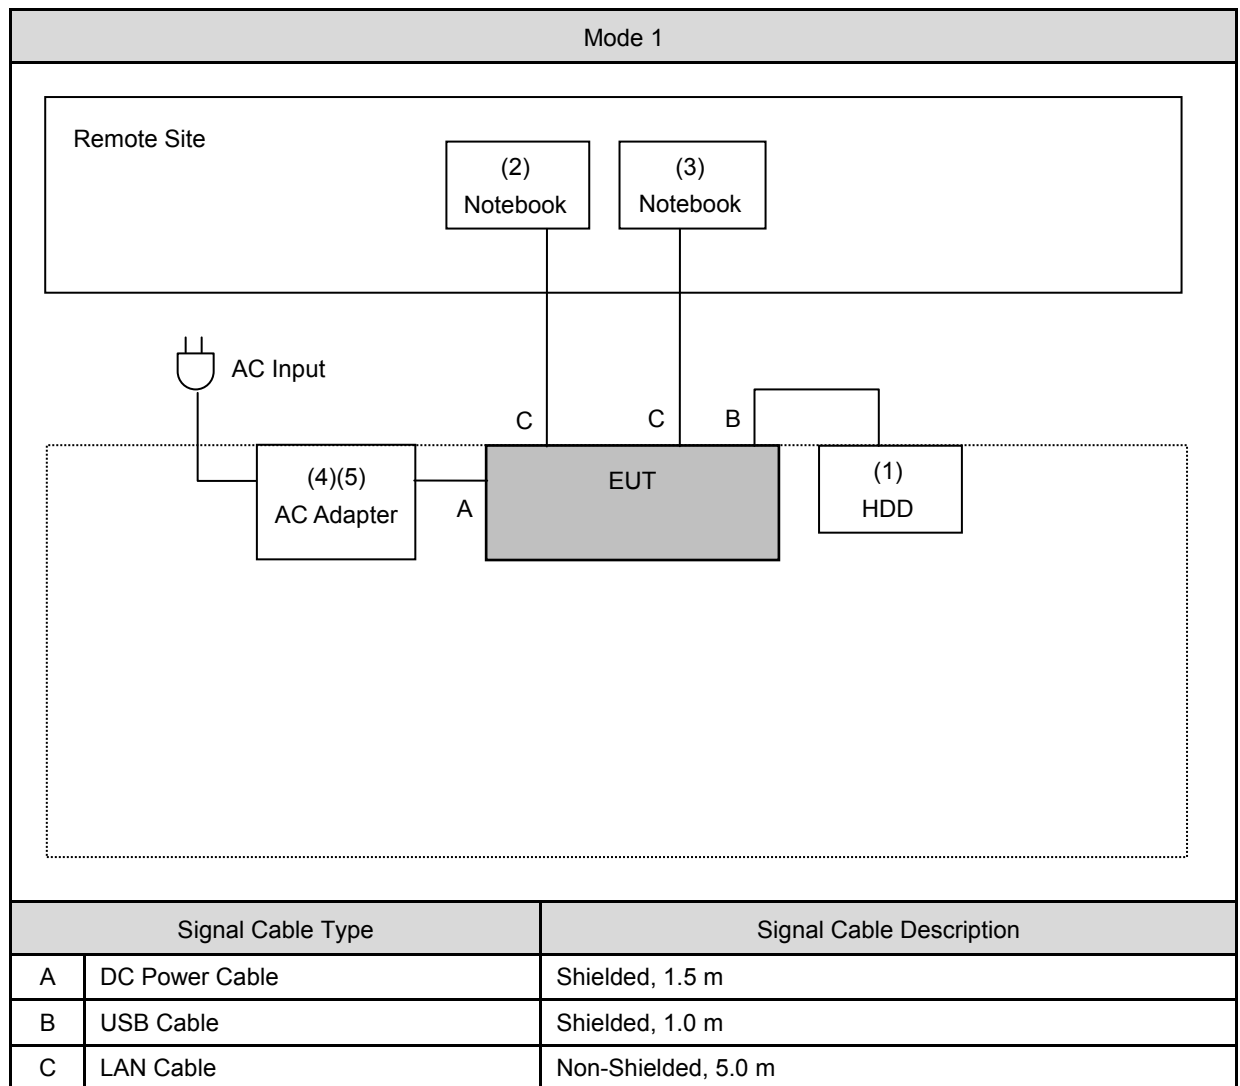 Mode 1
Remote Site
(2)
Notebook
(3)
Notebook
AC Input
C
C
B
(4)(5)
AC Adapter
A
EUT
(1)
HDD
Signal Cable Type
Signal Cable Description
A DC Power Cable Shielded, 1.5 m
B USB Cable Shielded, 1.0 m
C LAN Cable Non-Shielded, 5.0 m